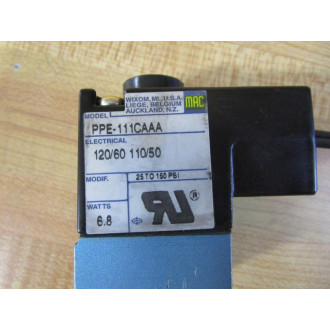 WIXOM, MI, U.S.A.
LIEGE, BELGIUM
AUCKLAND, N.Z.
MAC
MODEL
PPE-111CAAA
ELECTRICAL
120/60 110/50
MODIF.
25 TO 150 PSI
WATTS
6.8